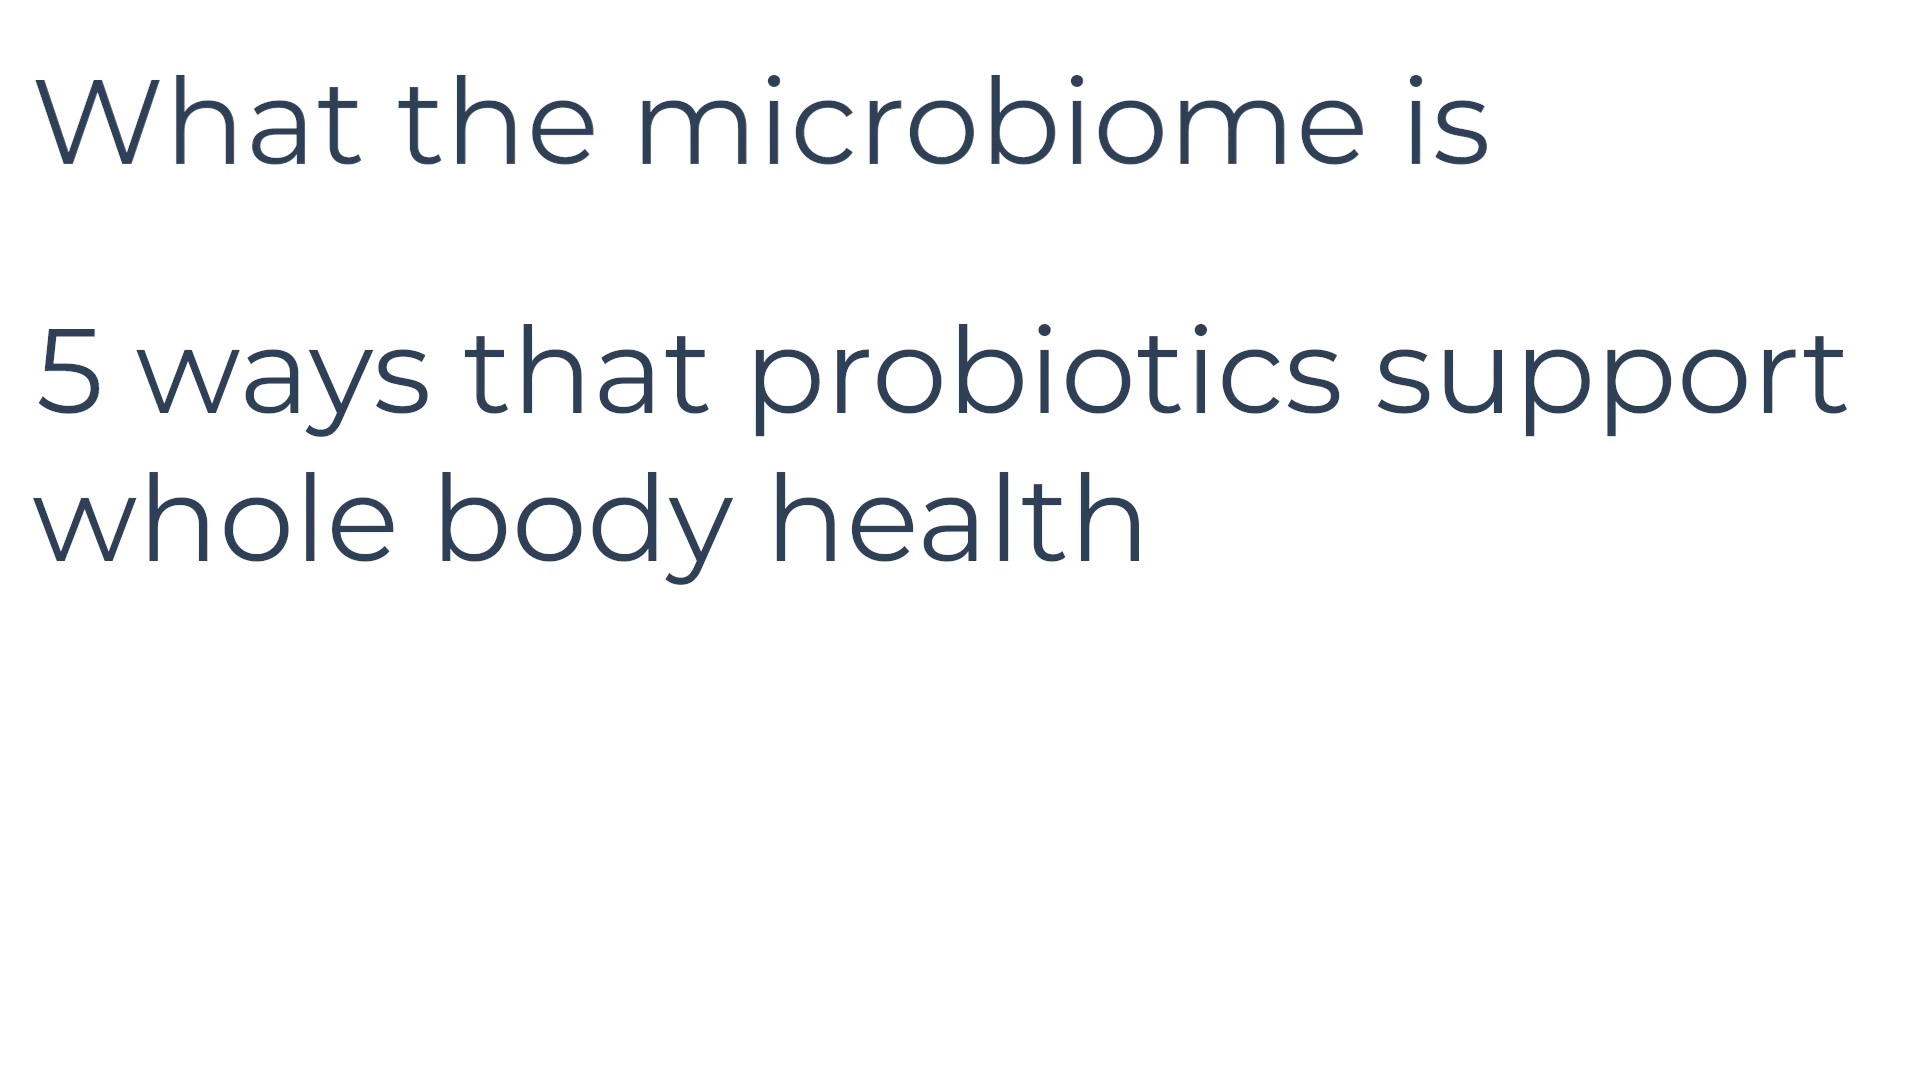 What the microbiome is
5 ways that probiotics support
whole body health